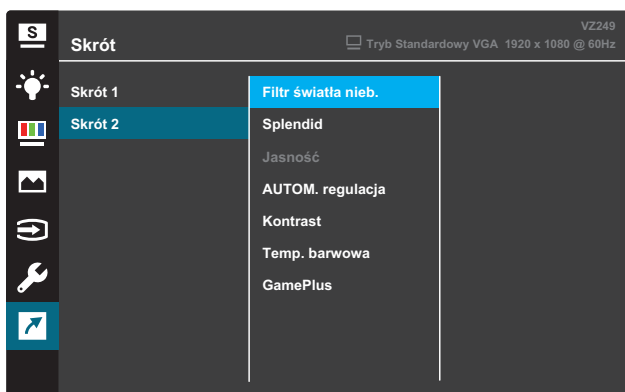 S
VZ249
Skrót
Tryb Standardowy VGA 1920 x 1080 @ 60Hz
Skrót 1
Skrót 2
Filtr światła nieb.
Splendid
Jasność
AUTOM. regulacja
Kontrast
Temp. barwowa
GamePlus